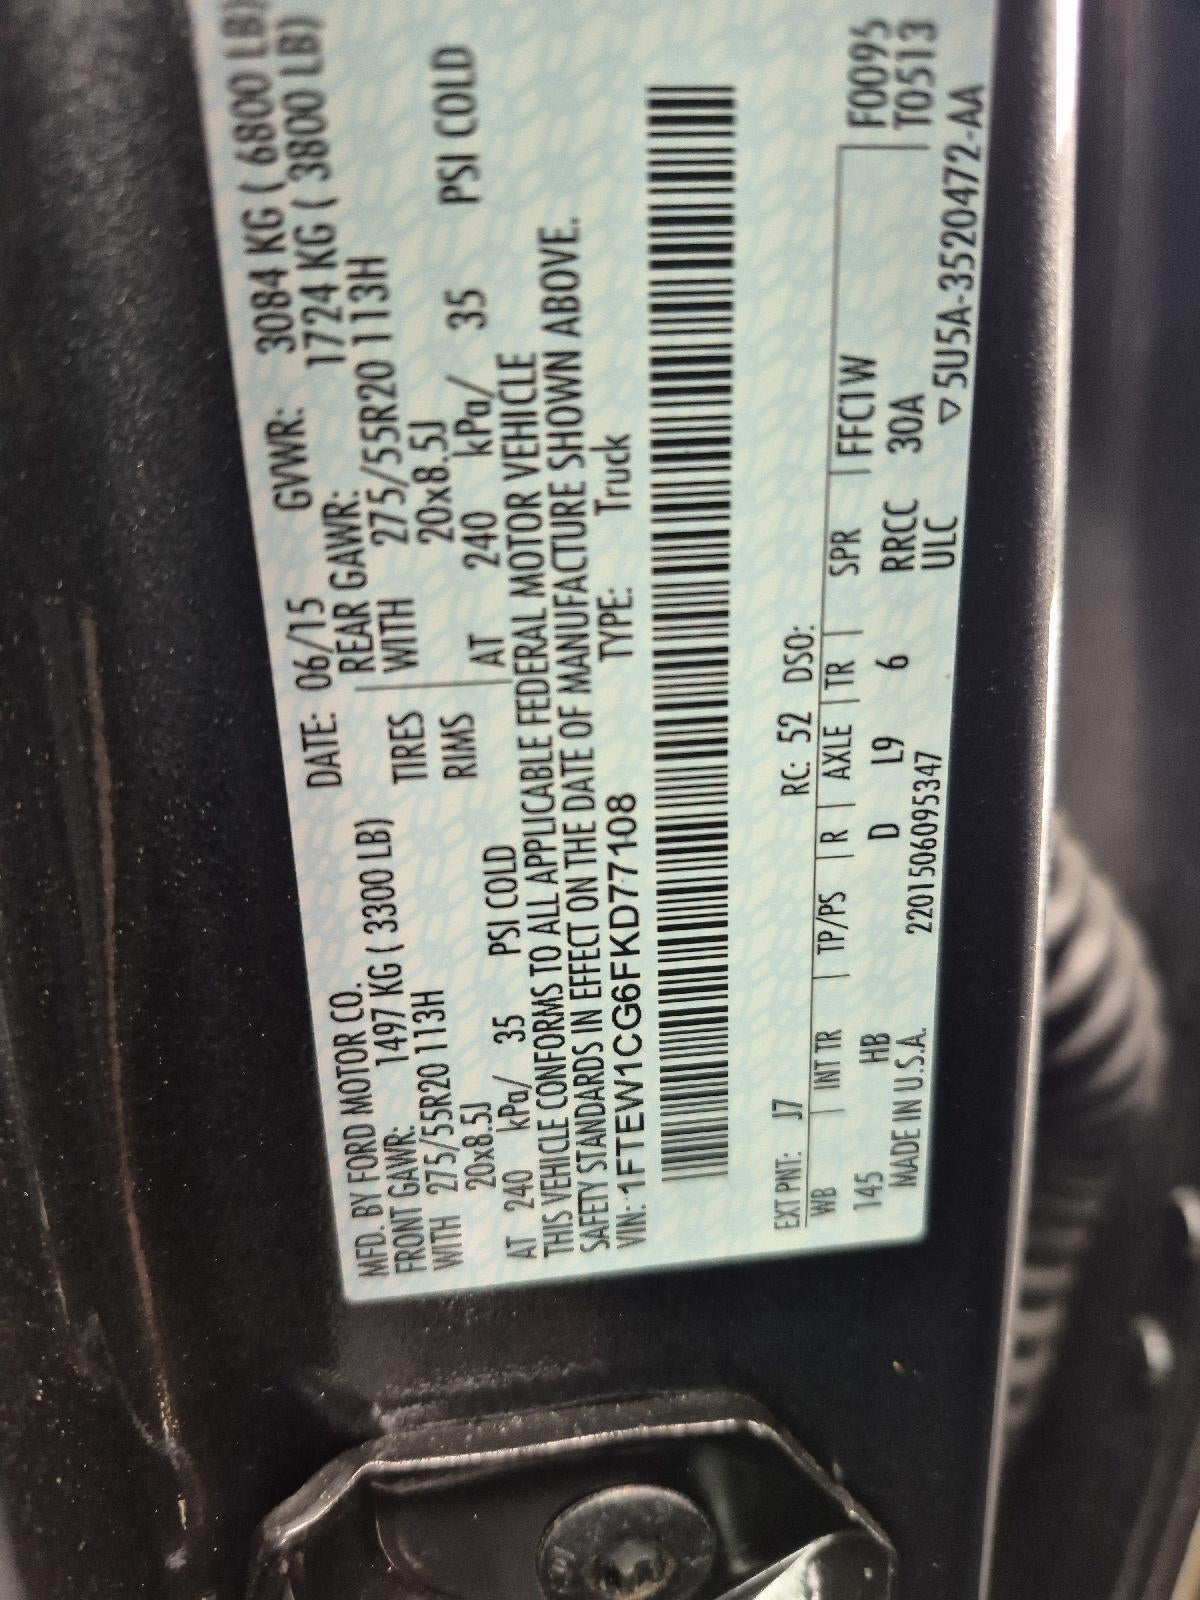 MFD. BY FORD MOTOR CO.
DATE: 06/15 GVWR: 3084 KG ( 6800 LB)
FRONT GAWR: 1497 KG ( 3300 LB) REAR GAWR: 1724 KG ( 3800 LB)
WITH 275/55R20 113H TIRES WITH 275/55R20 113H
20x8.5J RIMS 20x8.5J
AT 240 kPa/ 35 PSI COLD AT 240 kPa/ 35 PSI COLD
THIS VEHICLE CONFORMS TO ALL APPLICABLE FEDERAL MOTOR VEHICLE
SAFETY STANDARDS IN EFFECT ON THE DATE OF MANUFACTURE SHOWN ABOVE.
VIN: 1FTEW1CG6FKD77108 TYPE: Truck
EXT PNT: J7 RC: 52 DSO:
WB INT TR TP/PS R AXLE TR SPR FFC1W F0095
145 HB D L9 6 RRCC 30A T0513
MADE IN U.S.A. 2201506095347 ULC ▽ 5U5A-3520472-AA